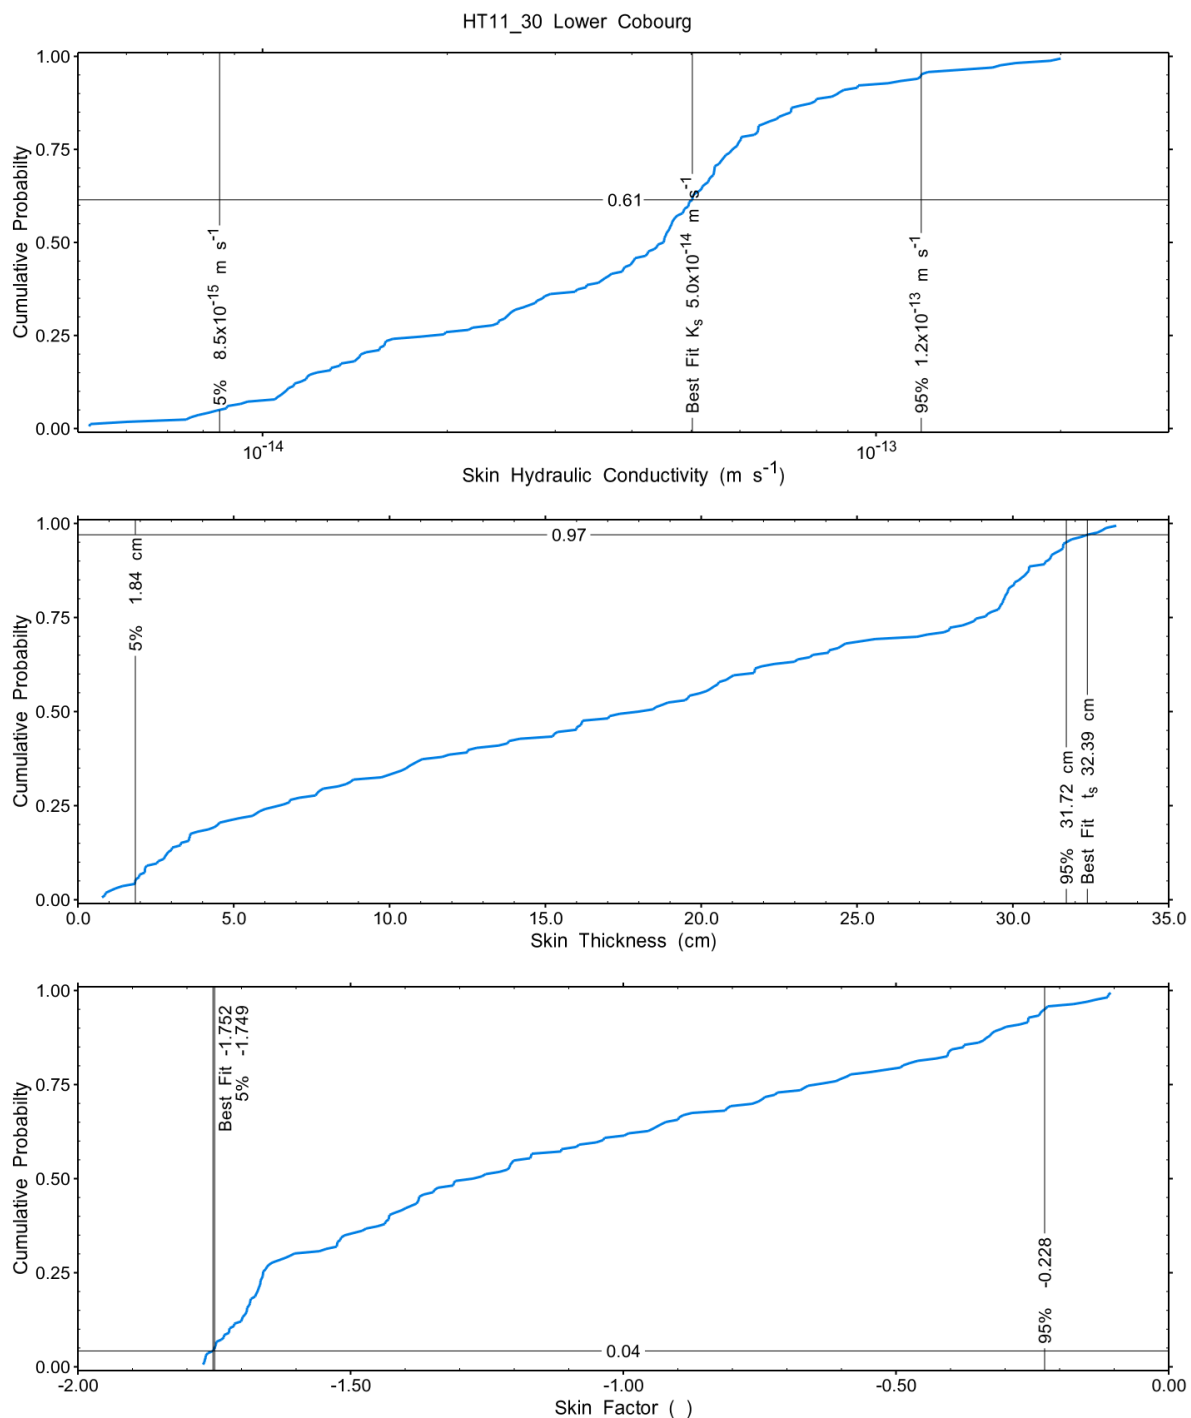 HT11_30 Lower Cobourg
1.00
0.75
0.50
0.25
0.00
Cumulative Probabilty
0.61
5% 8.5x10-15 m s-1
Best Fit Ks 5.0x10-14 m s-1
95% 1.2x10-13 m s-1
10-14
10-13
Skin Hydraulic Conductivity (m s-1)
1.00
0.75
0.50
0.25
0.00
Cumulative Probabilty
0.97
5% 1.84 cm
95% 31.72 cm
Best Fit ts 32.39 cm
0.0 5.0 10.0 15.0 20.0 25.0 30.0 35.0
Skin Thickness (cm)
1.00
0.75
0.50
0.25
0.00
Cumulative Probabilty
Best Fit -1.752
5% -1.749
95% -0.228
0.04
-2.00 -1.50 -1.00 -0.50 0.00
Skin Factor ( )